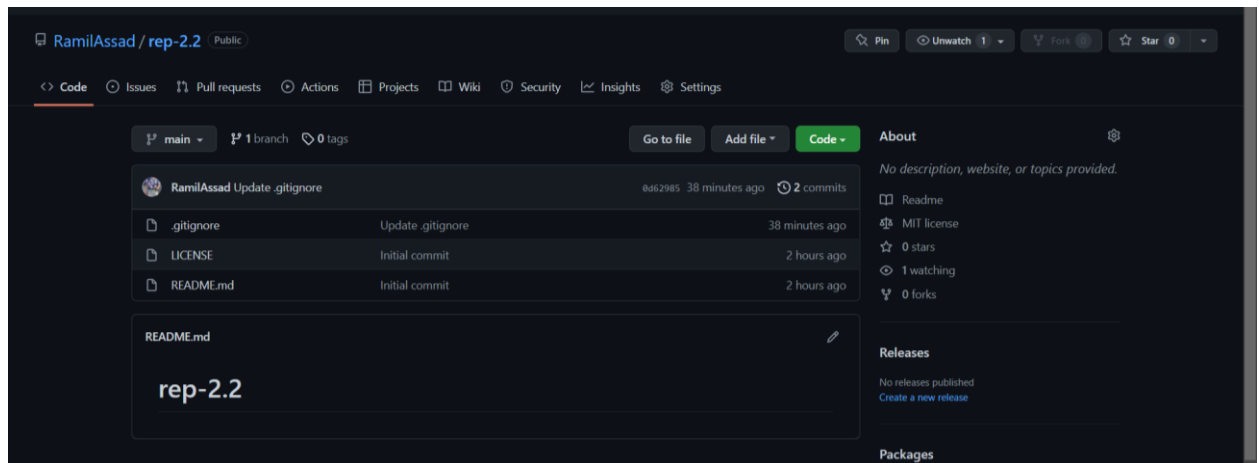 RamilAssad / rep-2.2 Public
Pin Unwatch 1 Fork 0 Star 0
Code Issues Pull requests Actions Projects Wiki Security Insights Settings
main 1 branch 0 tags Go to file Add file Code
RamilAssad Update .gitignore 0d62985 38 minutes ago 2 commits
.gitignore Update .gitignore 38 minutes ago
LICENSE Initial commit 2 hours ago
README.md Initial commit 2 hours ago
README.md
rep-2.2
About
No description, website, or topics provided.
Readme
MIT license
0 stars
1 watching
0 forks
Releases
No releases published
Create a new release
Packages